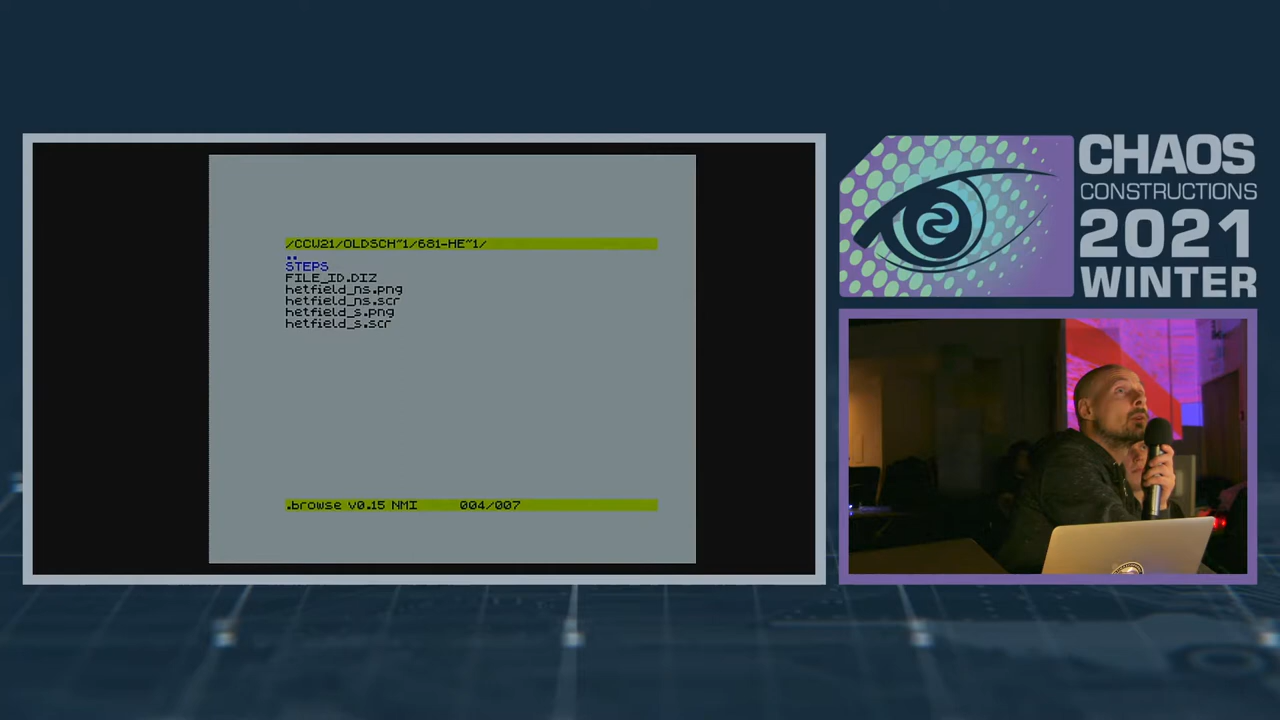 /CCW21/OLDSCH~1/681-HE~1/
..
STEPS
FILE_ID.DIZ
hetfield_ns.png
hetfield_ns.scr
hetfield_s.png
hetfield_s.scr
.browse v0.15 NMI 004/007
CHAOS
CONSTRUCTIONS
2021
WINTER